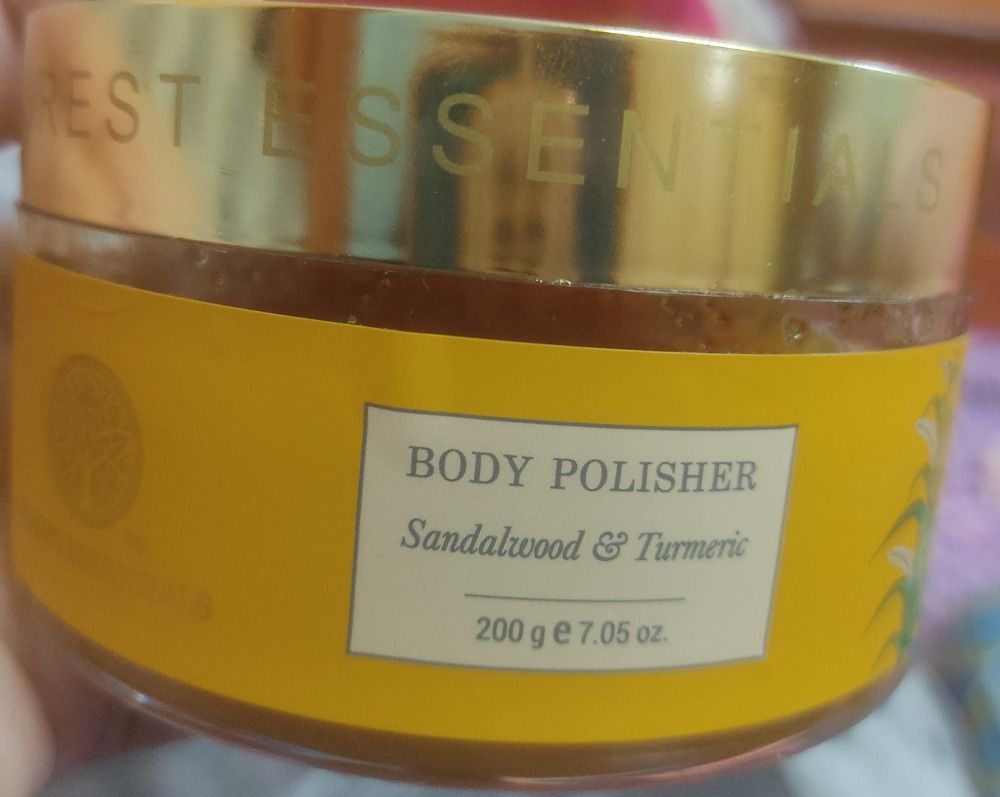 REST ESSENTIALS
BODY POLISHER
Sandalwood & Turmeric
200 g e 7.05 oz.